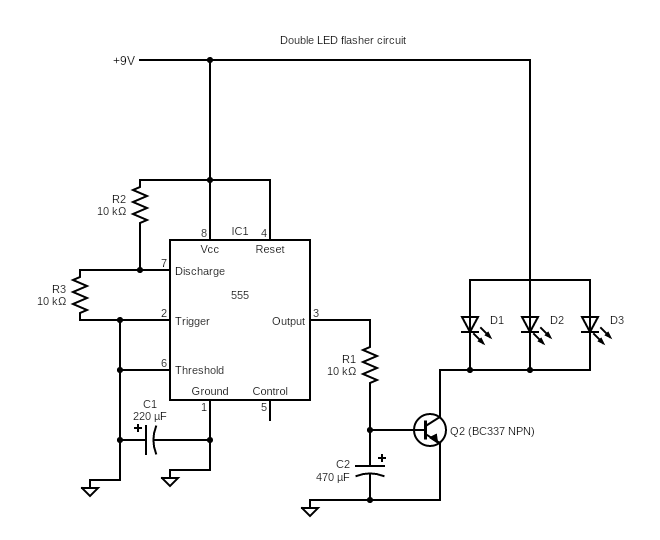 Double LED flasher circuit
+9V
R2
10 kΩ
8
IC1
4
Vcc
Reset
7
Discharge
R3
10 kΩ
555
2
Trigger
Output
3
D1
D2
D3
R1
10 kΩ
6
Threshold
Ground
Control
C1
220 µF
1
5
+
Q2 (BC337 NPN)
+
C2
470 µF